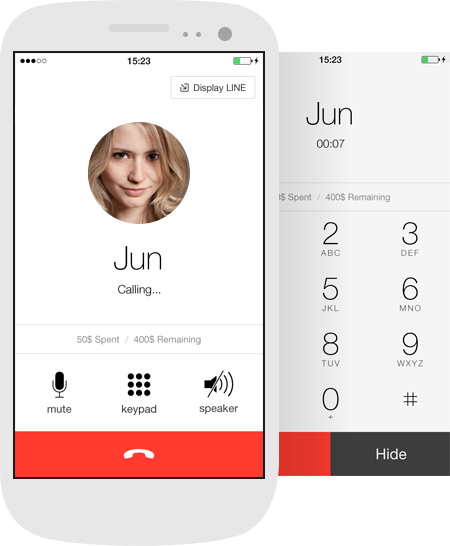 15:23
Display LINE
Jun
Calling...
50$ Spent / 400$ Remaining
mute
keypad
speaker
15:23
Jun
00:07
$ Spent / 400$ Remaining
2
ABC
3
DEF
5
JKL
6
MNO
8
TUV
9
WXYZ
0
+
#
Hide